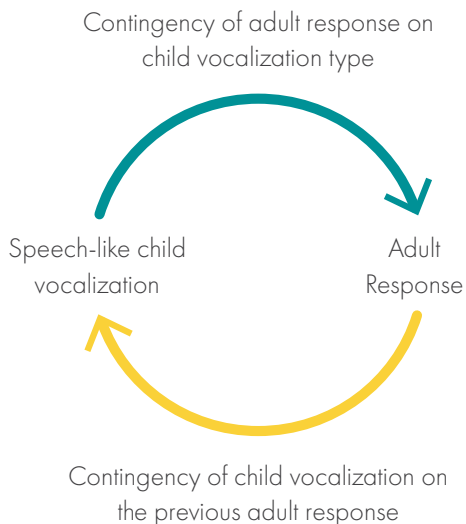 Contingency of adult response on
child vocalization type
Speech-like child
vocalization
Adult
Response
Contingency of child vocalization on
the previous adult response